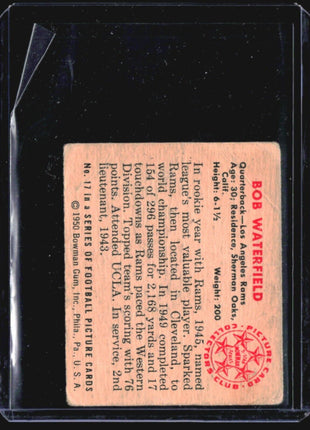 BOB WATERFIELD
Quarterback—Los Angeles Rams
Age: 30; Residence, Sherman Oaks,
Calif.
Height: 6-1½ Weight: 200
In rookie year with Rams, 1945, named
league's most valuable player. Sparked
Rams, then located in Cleveland, to
world championship. In 1949 completed
154 of 296 passes for 2,168 yards and 17
touchdowns as Rams paced the Western
Division. Topped team's scoring with 76
points. Attended UCLA. In service, 2nd
lieutenant, 1943.
No. 17 in a SERIES OF FOOTBALL PICTURE CARDS
©1950 Bowman Gum, Inc., Phila., Pa., U. S. A.
PICTURE CARD
COLLECTORS CLUB